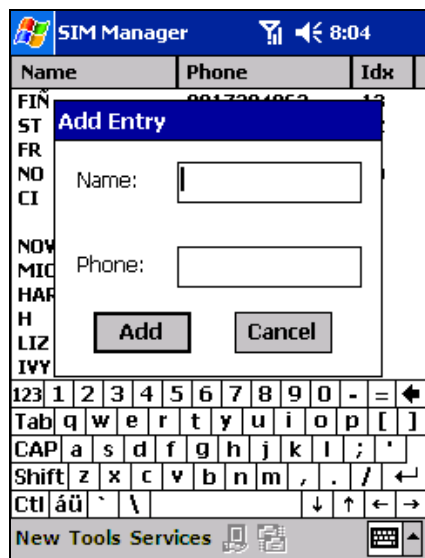 SIM Manager 8:04
Name Phone Idx
FIÑ
ST Add Entry
FR
NO Name:
CI
NOV
MIC Phone:
HAR
H Add Cancel
LIZ
IVY
123 1 2 3 4 5 6 7 8 9 0 - = ←
Tab q w e r t y u i o p [ ]
CAP a s d f g h j k l ; '
Shift z x c v b n m , . / ↵
Ctl áü ` \ ↓ ↑ ← →
New Tools Services